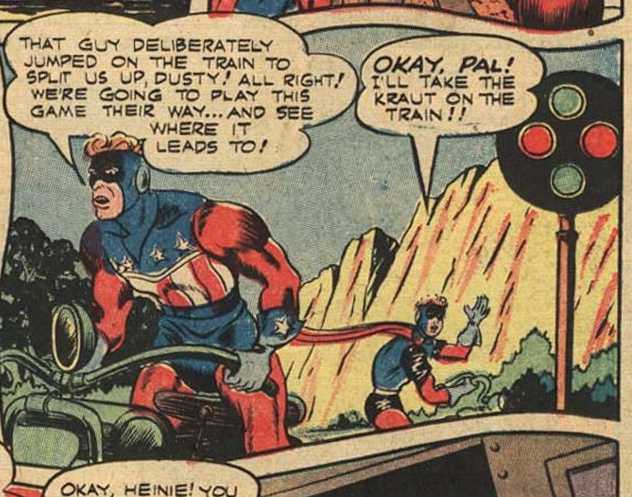 THAT GUY DELIBERATELY
JUMPED ON THE TRAIN TO
SPLIT US UP, DUSTY! ALL RIGHT!
WE'RE GOING TO PLAY THIS
GAME THEIR WAY...AND SEE
WHERE IT
LEADS TO!
OKAY, PAL!
I'LL TAKE THE
KRAUT ON THE
TRAIN!!
OKAY, HEINIE! YOU